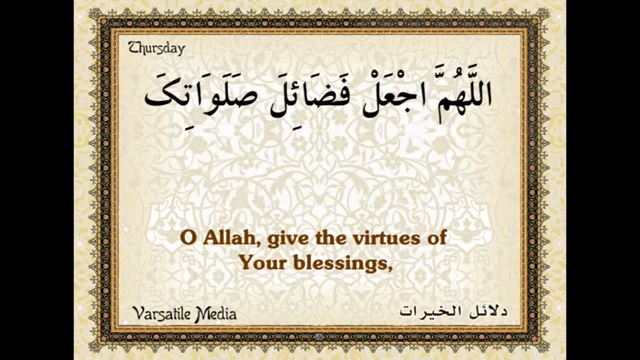 Thursday
اللَّهُمَّ اجْعَلْ فَضَائِلَ صَلَوَاتِكَ
O Allah, give the virtues of
Your blessings,
Varsatile Media
دلائل الخيرات